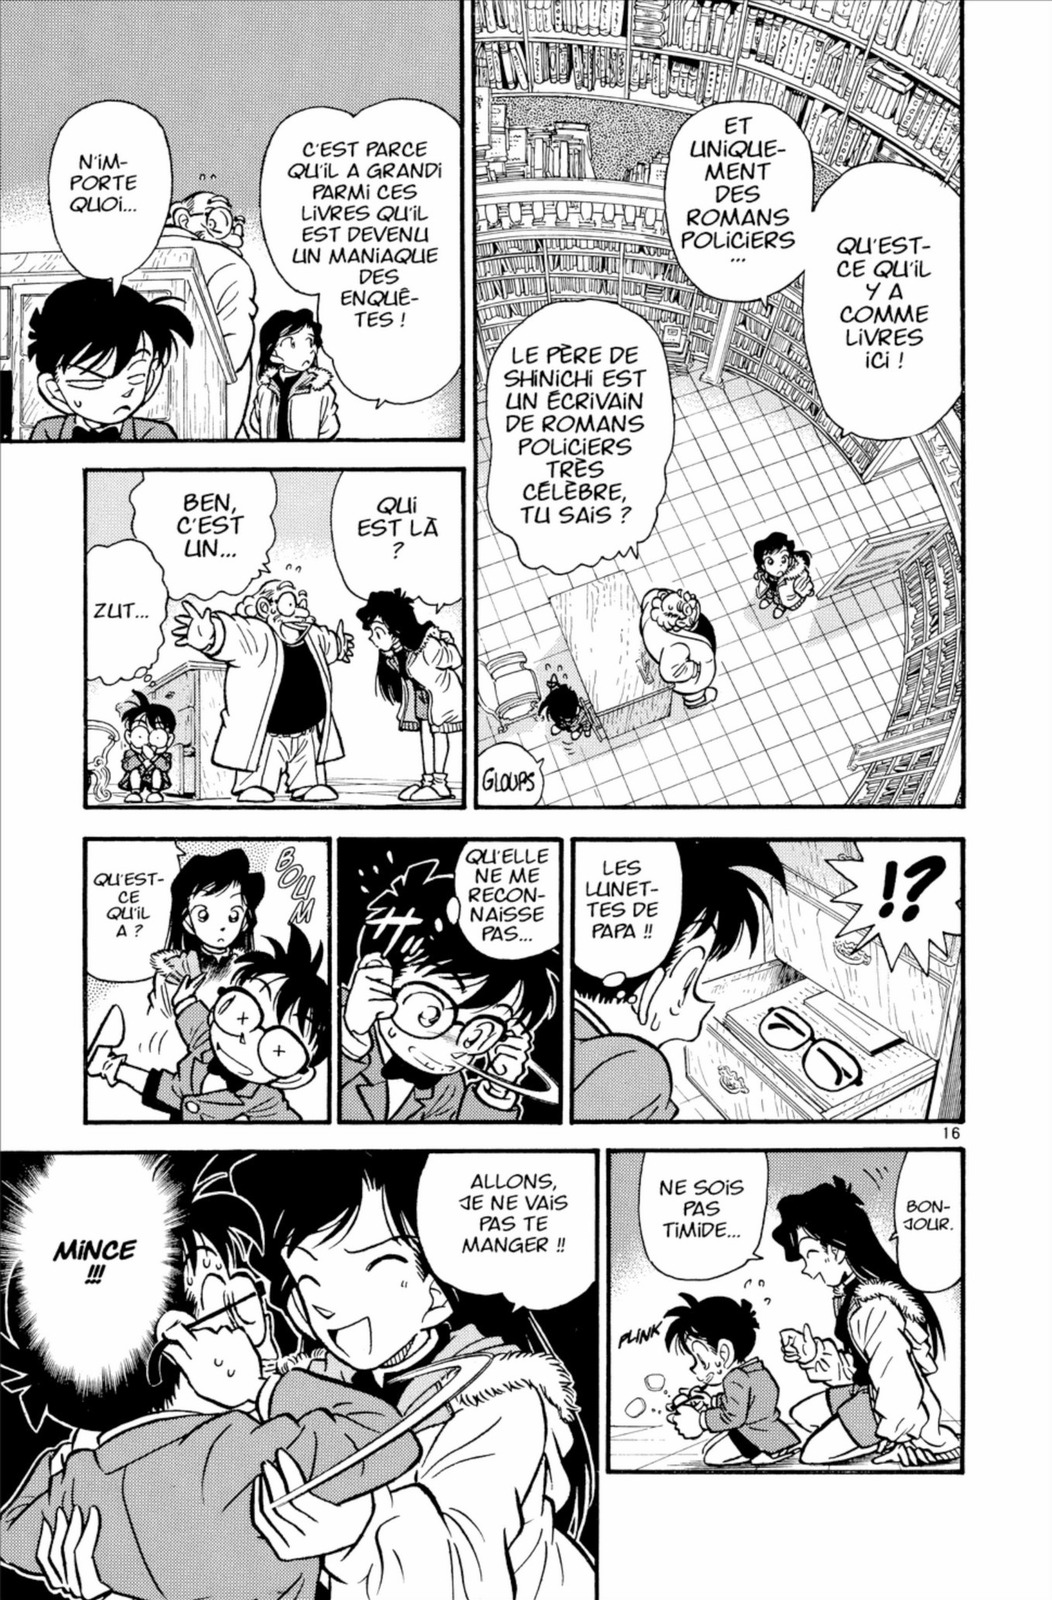 QU'EST-
CE QU'IL
Y A
COMME
LIVRES
ICI !
ET
UNIQUE-
MENT
DES
ROMANS
POLICIERS
...
LE PÈRE DE
SHINICHI EST
UN ÉCRIVAIN
DE ROMANS
POLICIERS
TRÈS
CÉLÈBRE,
TU SAIS ?
GLOUPS
C'EST PARCE
QU'IL A GRANDI
PARMI CES
LIVRES QU'IL
EST DEVENU
UN MANIAQUE
DES
ENQUÊ-
TES !
N'IM-
PORTE
QUOI...
QUI
EST LÀ
?
BEN,
C'EST
UN...
ZUT...
!?
LES
LUNET-
TES DE
PAPA !!
QU'ELLE
NE ME
RECON-
NAISSE
PAS...
BOUM
QU'EST-
CE
QU'IL
A ?
16
BON-
JOUR.
NE SOIS
PAS
TIMIDE...
PLINK
ALLONS,
JE NE VAIS
PAS TE
MANGER !!
MINCE
!!!